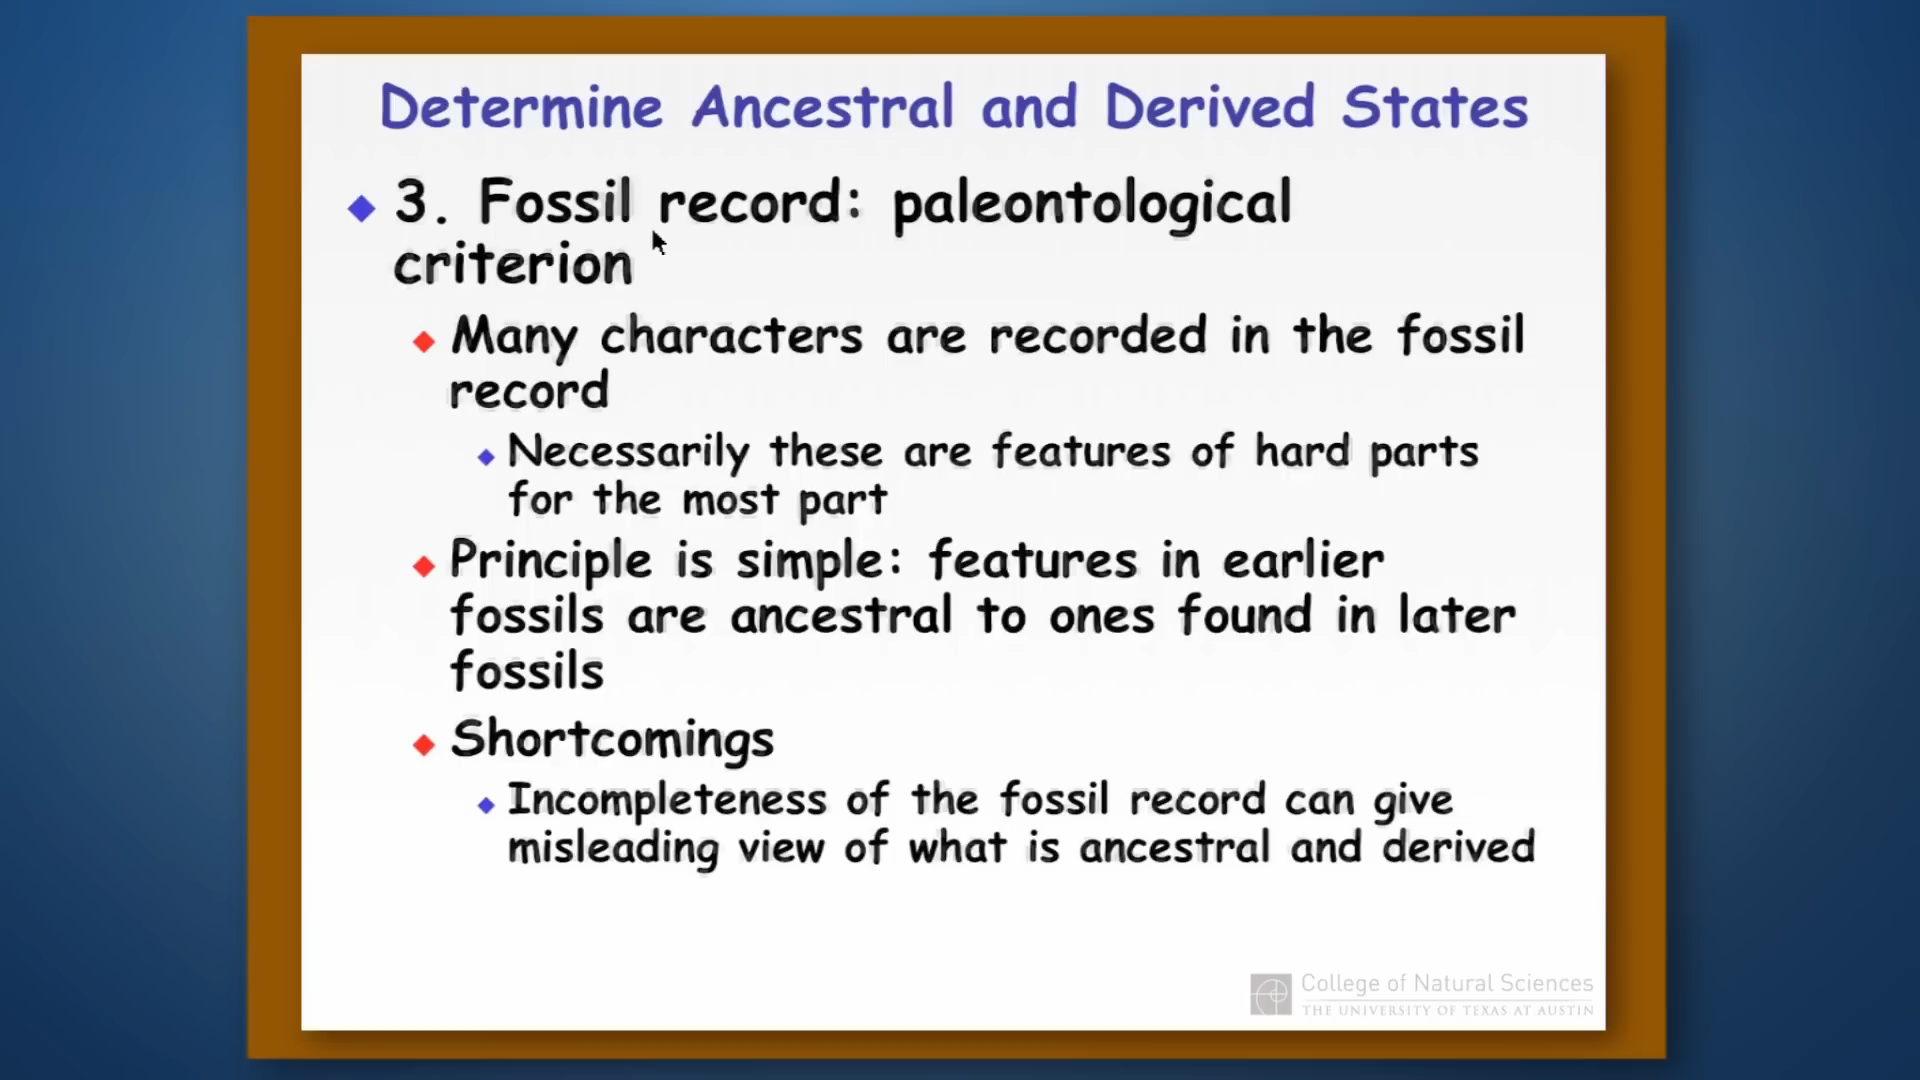 Determine Ancestral and Derived States
3. Fossil record: paleontological
criterion
Many characters are recorded in the fossil
record
Necessarily these are features of hard parts
for the most part
Principle is simple: features in earlier
fossils are ancestral to ones found in later
fossils
Shortcomings
Incompleteness of the fossil record can give
misleading view of what is ancestral and derived
College of Natural Sciences
THE UNIVERSITY OF TEXAS AT AUSTIN